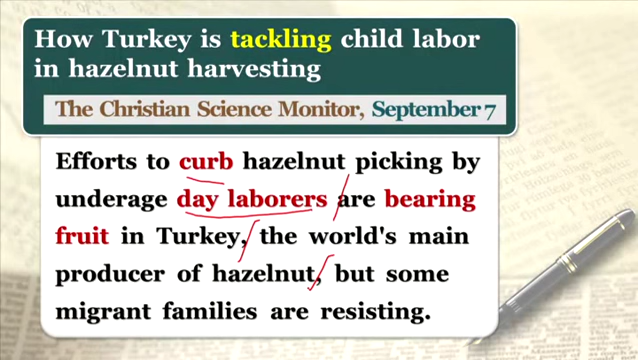 How Turkey is tackling child labor
in hazelnut harvesting
The Christian Science Monitor, September 7
Efforts to curb hazelnut picking by
underage day laborers are bearing
fruit in Turkey, the world's main
producer of hazelnut, but some
migrant families are resisting.